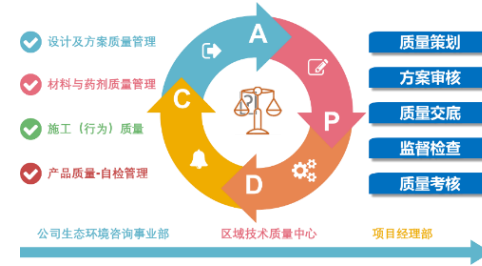 设计及方案质量管理
材料与药剂质量管理
施工（行为）质量
产品质量-自检管理
A
P
D
C
质量策划
方案审核
质量交底
监督检查
质量考核
公司生态环境咨询事业部
区域技术质量中心
项目经理部